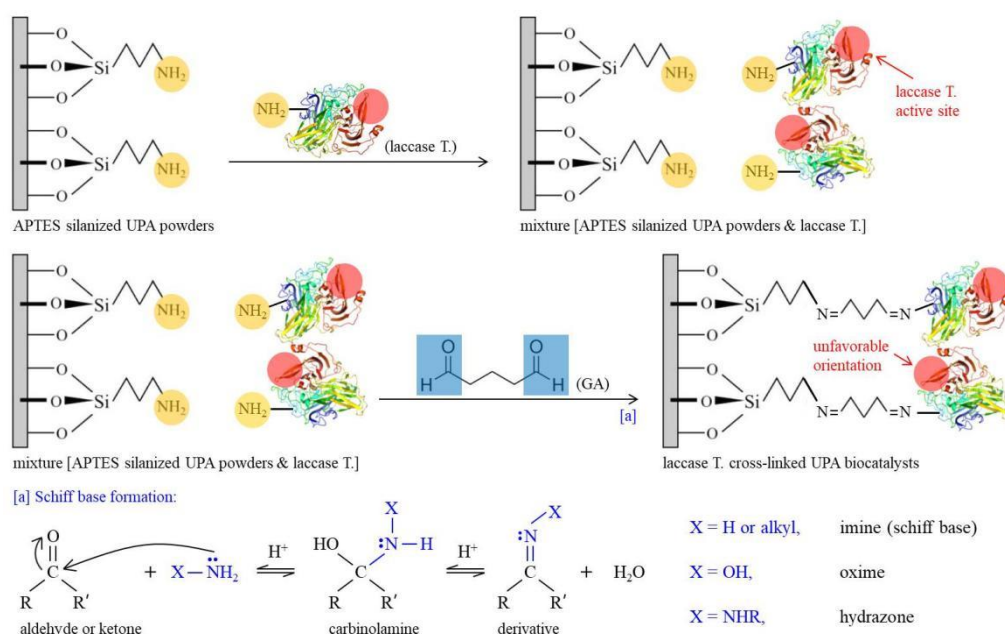 O
O
O
Si
NH₂
O
O
O
Si
NH₂
APTES silanized UPA powders
NH₂
(laccase T.)
O
O
O
Si
NH₂
O
O
O
Si
NH₂
NH₂
NH₂
laccase T.
active site
mixture [APTES silanized UPA powders & laccase T.]
O
O
O
Si
NH₂
O
O
O
Si
NH₂
NH₂
NH₂
mixture [APTES silanized UPA powders & laccase T.]
O
O
H
H
(GA)
[a]
O
O
O
Si
N=
=N
O
O
O
Si
N=
=N
unfavorable
orientation
laccase T. cross-linked UPA biocatalysts
[a] Schiff base formation:
O
C
R
R′
aldehyde or ketone
+
X–NH₂
H⁺
X
HO
N–H
C
R
R′
carbinolamine
H⁺
X
:N
C
R
R′
derivative
+ H₂O
X = H or alkyl, imine (schiff base)
X = OH, oxime
X = NHR, hydrazone